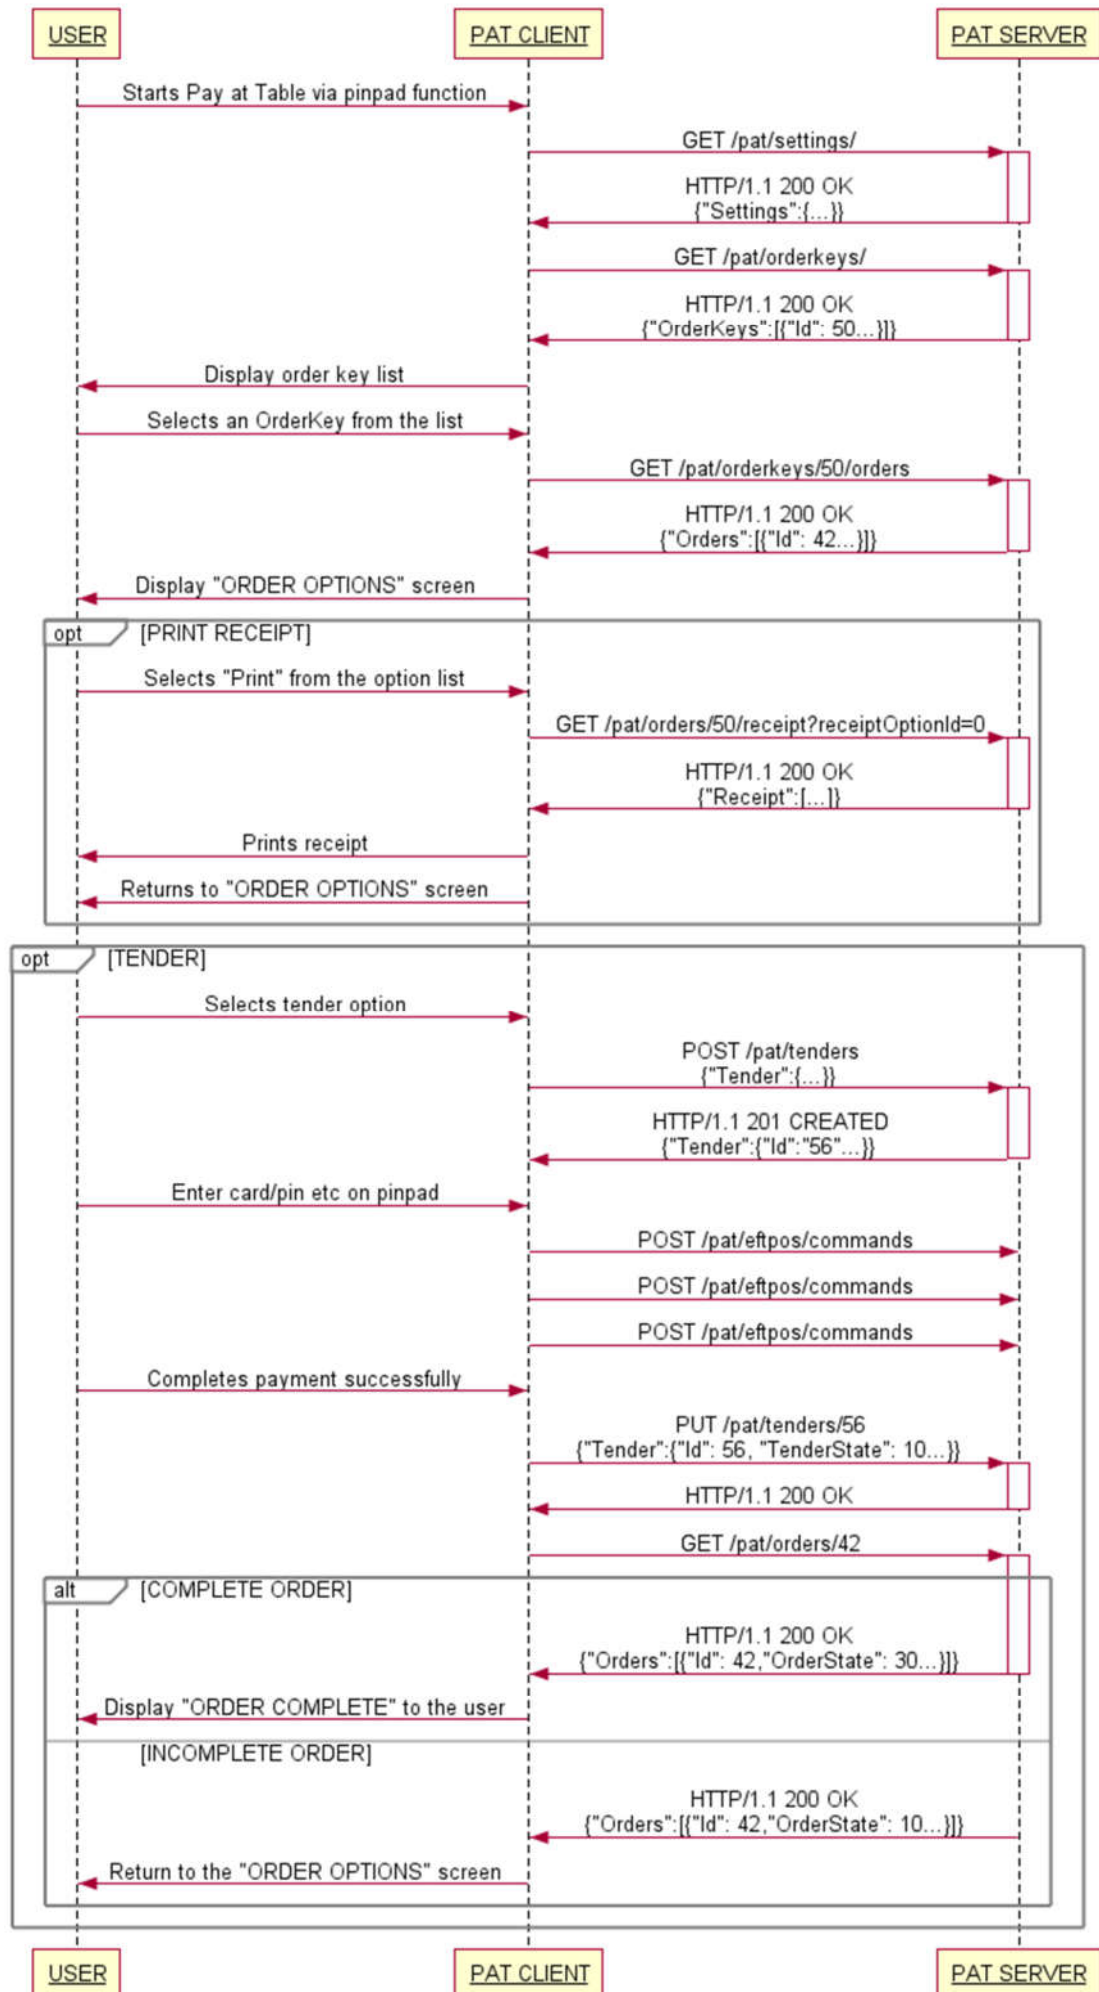 USER PAT CLIENT PAT SERVER
Starts Pay at Table via pinpad function
GET /pat/settings/
HTTP/1.1 200 OK
{"Settings":{...}}
GET /pat/orderkeys/
HTTP/1.1 200 OK
{"OrderKeys":[{"Id": 50...}]}
Display order key list
Selects an OrderKey from the list
GET /pat/orderkeys/50/orders
HTTP/1.1 200 OK
{"Orders":[{"Id": 42...}]}
Display "ORDER OPTIONS" screen
opt [PRINT RECEIPT]
Selects "Print" from the option list
GET /pat/orders/50/receipt?receiptOptionId=0
HTTP/1.1 200 OK
{"Receipt":[...]}
Prints receipt
Returns to "ORDER OPTIONS" screen
opt [TENDER]
Selects tender option
POST /pat/tenders
{"Tender":{...}}
HTTP/1.1 201 CREATED
{"Tender":{"Id":"56"...}}
Enter card/pin etc on pinpad
POST /pat/eftpos/commands
POST /pat/eftpos/commands
POST /pat/eftpos/commands
Completes payment successfully
PUT /pat/tenders/56
{"Tender":{"Id": 56, "TenderState": 10...}}
HTTP/1.1 200 OK
GET /pat/orders/42
alt [COMPLETE ORDER]
HTTP/1.1 200 OK
{"Orders":[{"Id": 42,"OrderState": 30...}]}
Display "ORDER COMPLETE" to the user
[INCOMPLETE ORDER]
HTTP/1.1 200 OK
{"Orders":[{"Id": 42,"OrderState": 10...}]}
Return to the "ORDER OPTIONS" screen
USER PAT CLIENT PAT SERVER